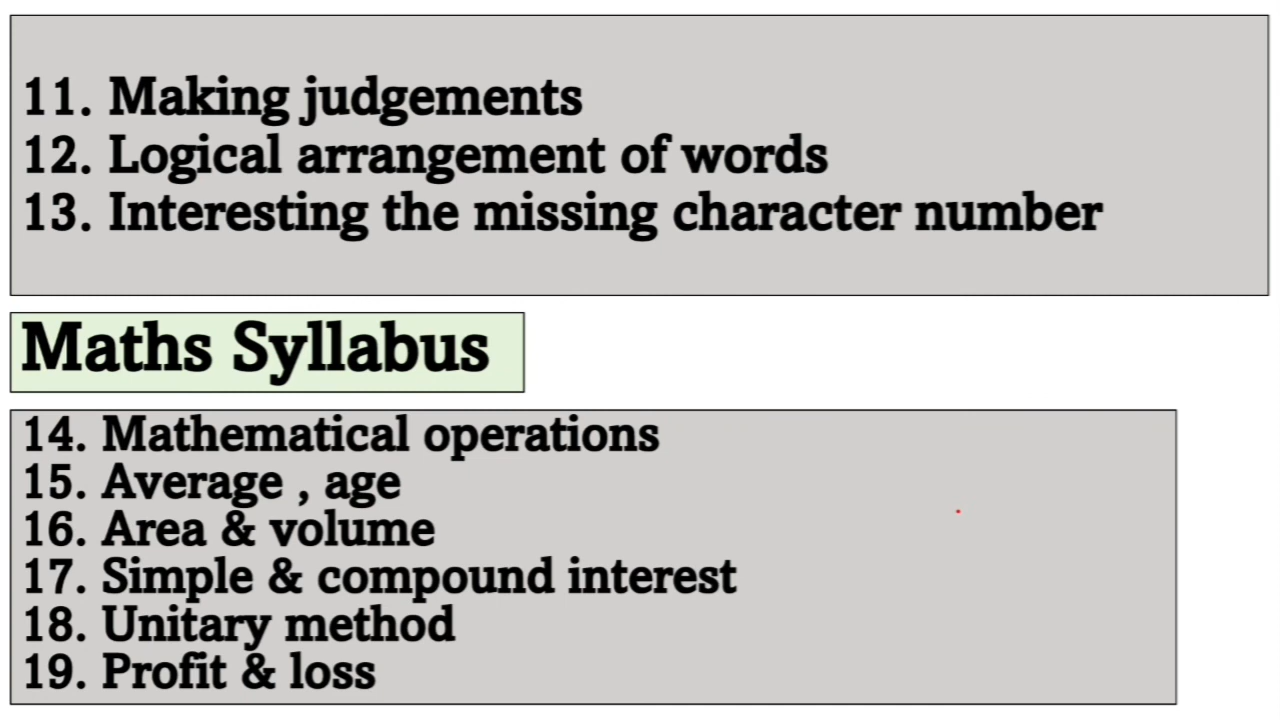 11. Making judgements
12. Logical arrangement of words
13. Interesting the missing character number
Maths Syllabus
14. Mathematical operations
15. Average , age
16. Area & volume
17. Simple & compound interest
18. Unitary method
19. Profit & loss